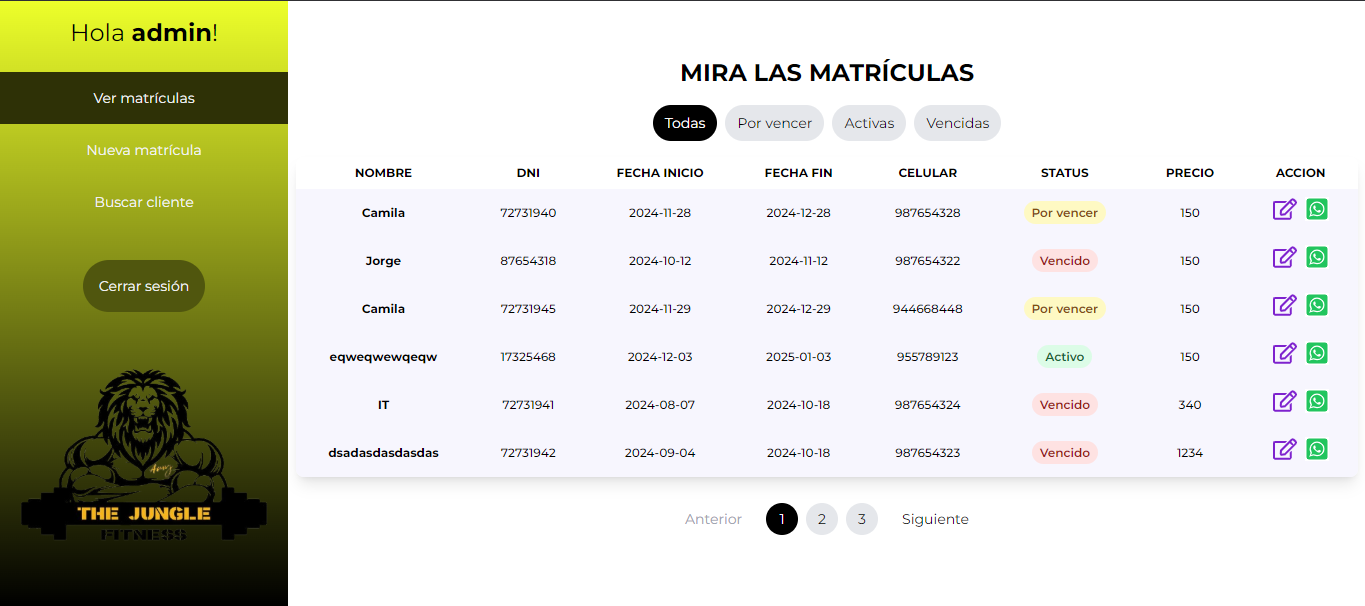 Hola admin!
Ver matrículas
Nueva matrícula
Buscar cliente
Cerrar sesión
THE JUNGLE
FITNESS
MIRA LAS MATRÍCULAS
Todas Por vencer Activas Vencidas
NOMBRE DNI FECHA INICIO FECHA FIN CELULAR STATUS PRECIO ACCION
Camila 72731940 2024-11-28 2024-12-28 987654328 Por vencer 150
Jorge 87654318 2024-10-12 2024-11-12 987654322 Vencido 150
Camila 72731945 2024-11-29 2024-12-29 944668448 Por vencer 150
eqweqwewqeqw 17325468 2024-12-03 2025-01-03 955789123 Activo 150
IT 72731941 2024-08-07 2024-10-18 987654324 Vencido 340
dsadasdasdasdas 72731942 2024-09-04 2024-10-18 987654323 Vencido 1234
Anterior 1 2 3 Siguiente